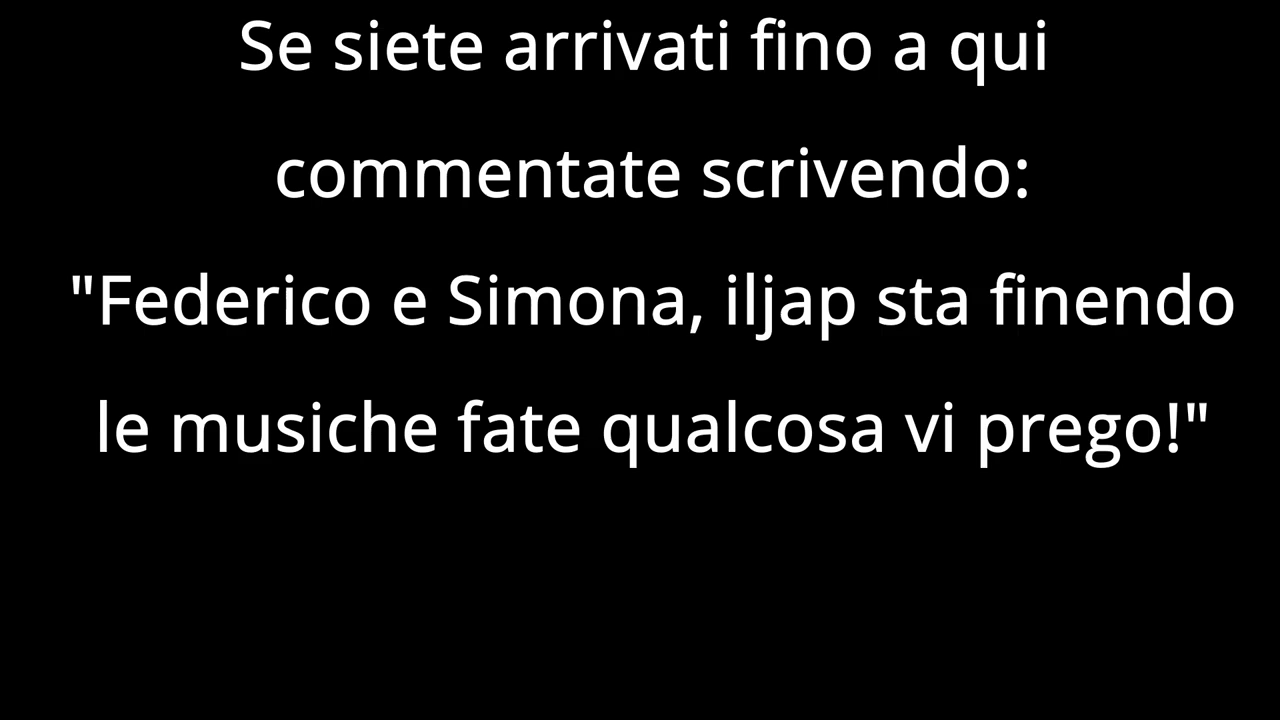 Se siete arrivati fino a qui
commentate scrivendo:
"Federico e Simona, iljap sta finendo
le musiche fate qualcosa vi prego!"